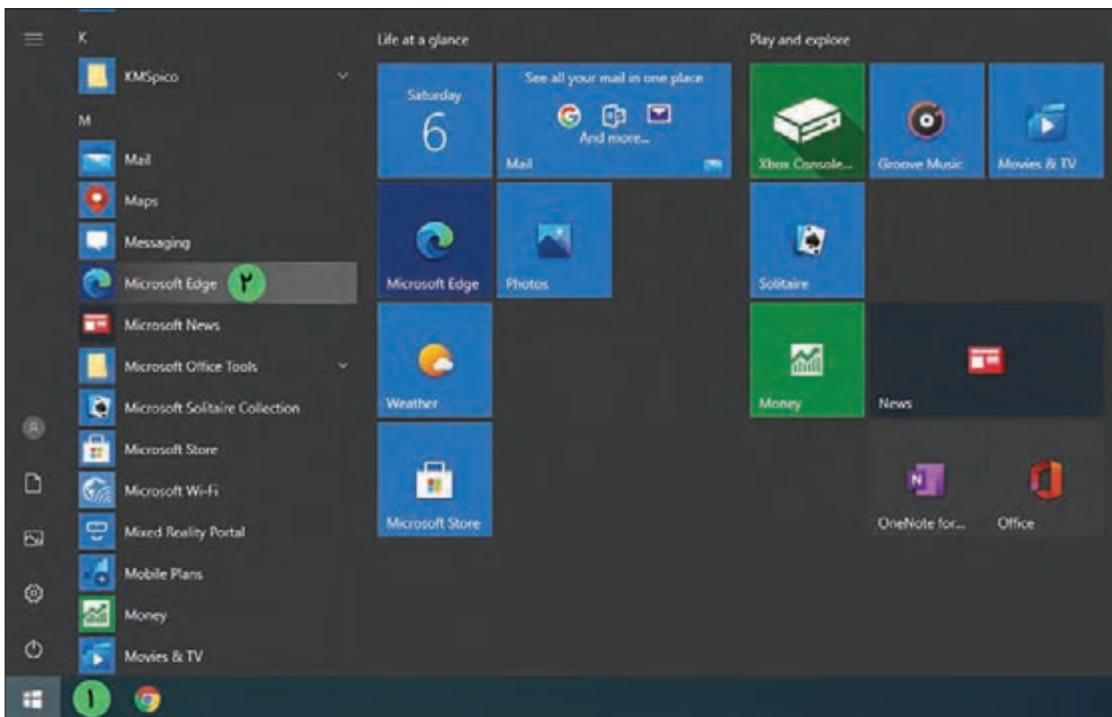 K
KMSpico
M
Mail
Maps
Messaging
Microsoft Edge ۲
Microsoft News
Microsoft Office Tools
Microsoft Solitaire Collection
Microsoft Store
Microsoft Wi-Fi
Mixed Reality Portal
Mobile Plans
Money
Movies & TV
۱
Life at a glance
Saturday
6
See all your mail in one place
And more...
Mail
Microsoft Edge
Photos
Weather
Microsoft Store
Play and explore
Xbox Console...
Groove Music
Movies & TV
Solitaire
Money
News
OneNote for...
Office